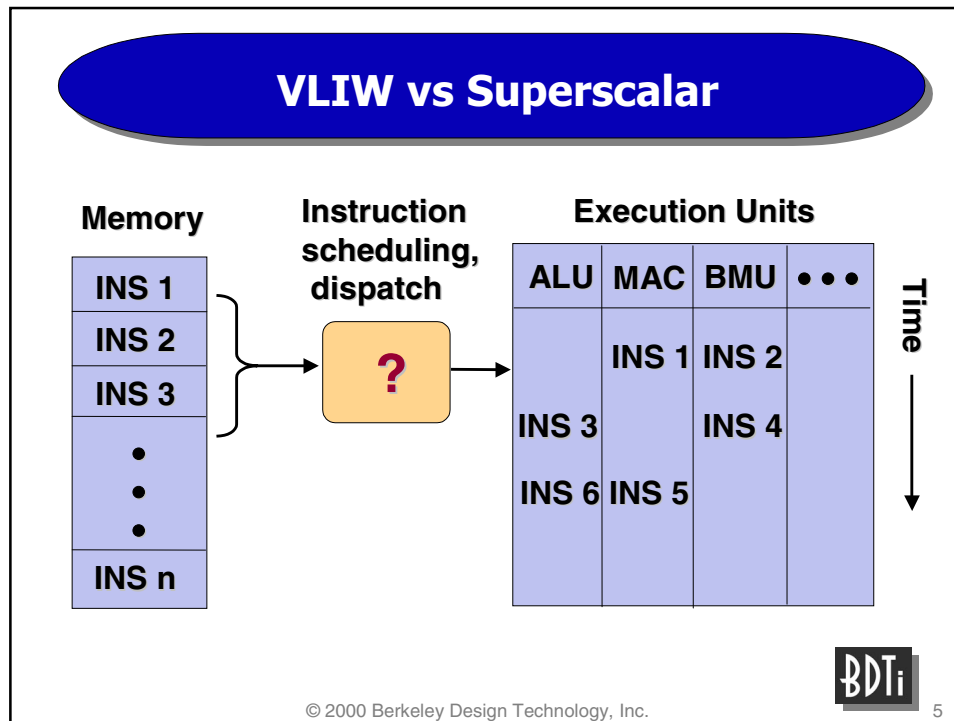 VLIW vs Superscalar
Memory
INS 1
INS 2
INS 3
INS n
Instruction
scheduling,
dispatch
?
Execution Units
ALU MAC BMU •••
INS 1 INS 2
INS 3 INS 4
INS 6 INS 5
Time
BDTi
© 2000 Berkeley Design Technology, Inc.
5